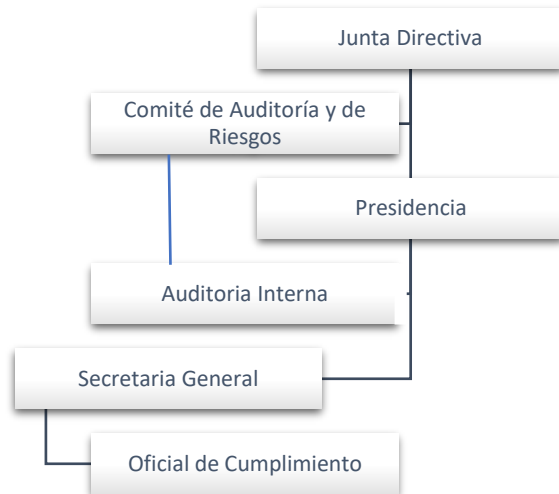 Junta Directiva
Comité de Auditoría y de
Riesgos
Presidencia
Auditoria Interna
Secretaria General
Oficial de Cumplimiento